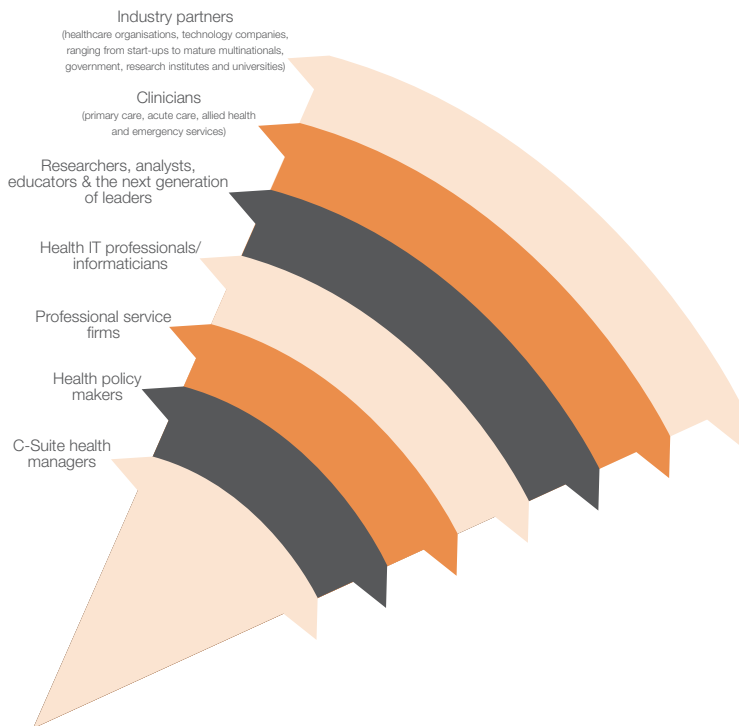 Industry partners
(healthcare organisations, technology companies,
ranging from start-ups to mature multinationals,
government, research institutes and universities)
Clinicians
(primary care, acute care, allied health
and emergency services)
Researchers, analysts,
educators & the next generation
of leaders
Health IT professionals/
informaticians
Professional service
firms
Health policy
makers
C-Suite health
managers